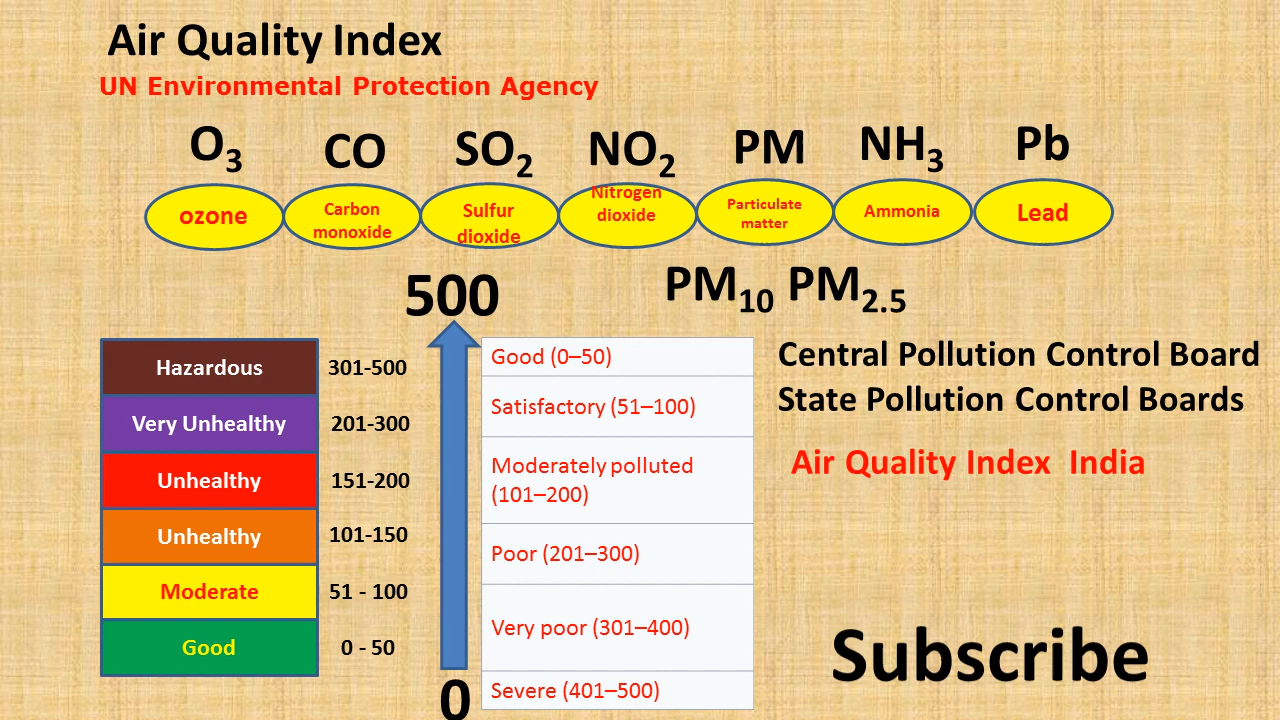 Air Quality Index
UN Environmental Protection Agency
O3 CO SO2 NO2 PM NH3 Pb
ozone
Carbon
monoxide
Sulfur
dioxide
Nitrogen
dioxide
Particulate
matter
Ammonia
Lead
500
PM10 PM2.5
Hazardous 301-500
Very Unhealthy 201-300
Unhealthy 151-200
Unhealthy 101-150
Moderate 51 - 100
Good 0 - 50
0
Good (0–50)
Satisfactory (51–100)
Moderately polluted
(101–200)
Poor (201–300)
Very poor (301–400)
Severe (401–500)
Central Pollution Control Board
State Pollution Control Boards
Air Quality Index India
Subscribe